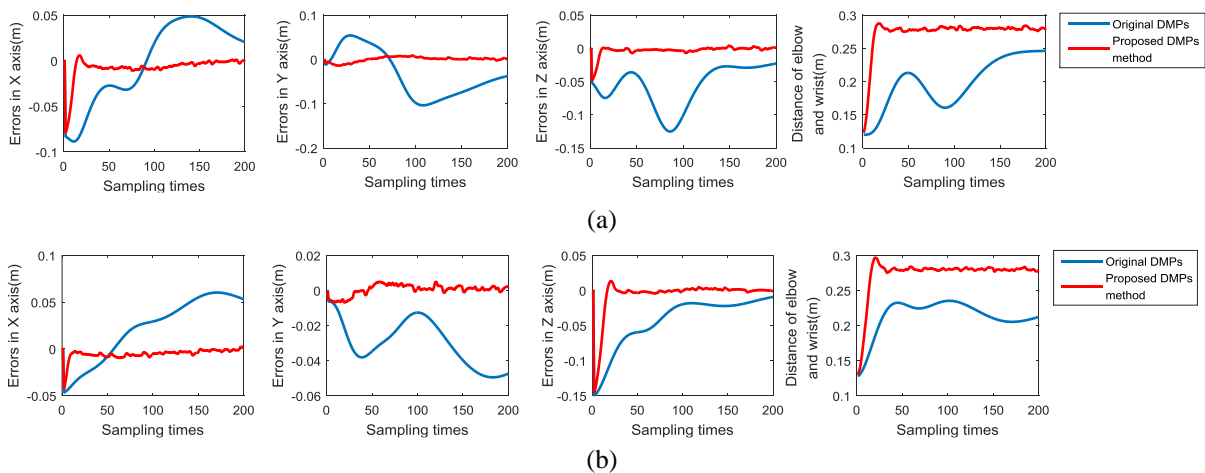 Errors in X axis(m)
0.05
0
-0.05
-0.1
0 50 100 150 200
Sampling times
Errors in Y axis(m)
0.1
0
-0.1
-0.2
0 50 100 150 200
Sampling times
Errors in Z axis(m)
0.05
0
-0.05
-0.1
-0.15
0 50 100 150 200
Sampling times
Distance of elbow
and wrist(m)
0.3
0.25
0.2
0.15
0.1
0 50 100 150 200
Sampling times
Original DMPs
Proposed DMPs
method
(a)
Errors in X axis(m)
0.1
0.05
0
-0.05
0 50 100 150 200
Sampling times
Errors in Y axis(m)
0.02
0
-0.02
-0.04
-0.06
0 50 100 150 200
Sampling times
Errors in Z axis(m)
0.05
0
-0.05
-0.1
-0.15
0 50 100 150 200
Sampling times
Distance of elbow
and wrist(m)
0.3
0.25
0.2
0.15
0.1
0 50 100 150 200
Sampling times
Original DMPs
Proposed DMPs
method
(b)